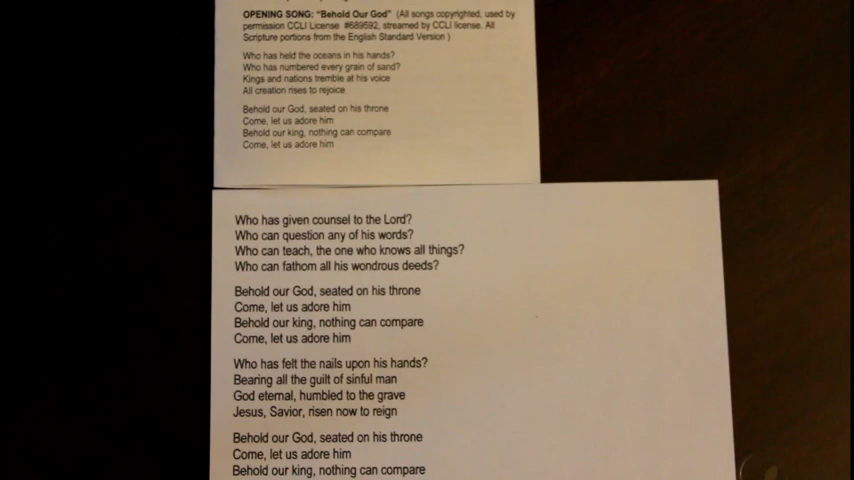 OPENING SONG: "Behold Our God" (All songs copyrighted, used by
permission CCLI License #689592, streamed by CCLI license. All
Scripture portions from the English Standard Version )
Who has held the oceans in his hands?
Who has numbered every grain of sand?
Kings and nations tremble at his voice
All creation rises to rejoice
Behold our God, seated on his throne
Come, let us adore him
Behold our king, nothing can compare
Come, let us adore him
Who has given counsel to the Lord?
Who can question any of his words?
Who can teach, the one who knows all things?
Who can fathom all his wondrous deeds?
Behold our God, seated on his throne
Come, let us adore him
Behold our king, nothing can compare
Come, let us adore him
Who has felt the nails upon his hands?
Bearing all the guilt of sinful man
God eternal, humbled to the grave
Jesus, Savior, risen now to reign
Behold our God, seated on his throne
Come, let us adore him
Behold our king, nothing can compare